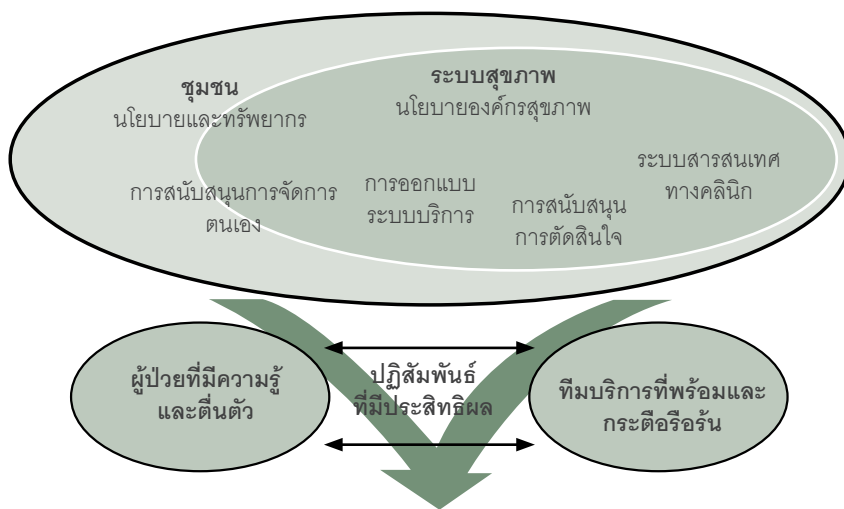 ชุมชน
นโยบายและทรัพยากร
ระบบสุขภาพ
นโยบายองค์กรสุขภาพ
การสนับสนุนการจัดการ
ตนเอง
การออกแบบ
ระบบบริการ
การสนับสนุน
การตัดสินใจ
ระบบสารสนเทศ
ทางคลินิก
ผู้ป่วยที่มีความรู้
และตื่นตัว
ปฏิสัมพันธ์
ที่มีประสิทธิผล
ทีมบริการที่พร้อมและ
กระตือรือร้น